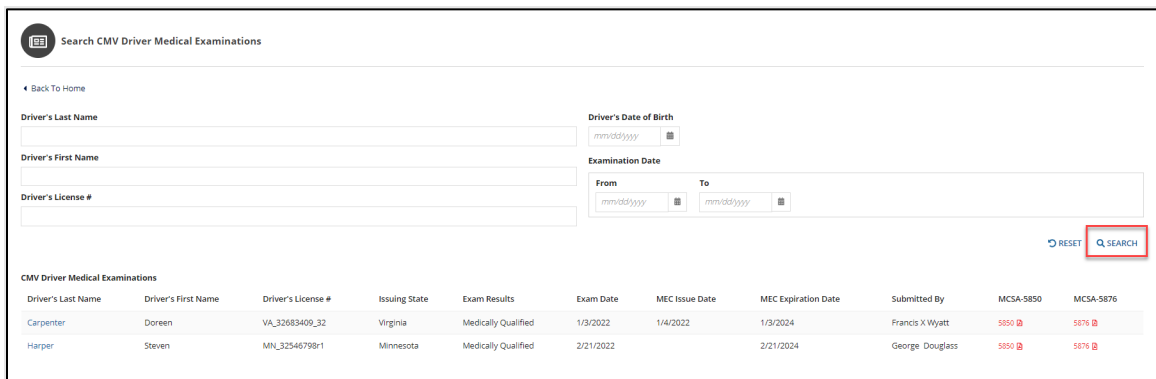 Search CMV Driver Medical Examinations
Back To Home
Driver's Last Name
Driver's Date of Birth
mm/dd/yyyy
Driver's First Name
Examination Date
From To
mm/dd/yyyy mm/dd/yyyy
Driver's License #
RESET SEARCH
CMV Driver Medical Examinations
Driver's Last Name Driver's First Name Driver's License # Issuing State Exam Results Exam Date MEC Issue Date MEC Expiration Date Submitted By MCSA-5850 MCSA-5876
Carpenter Doreen VA_32683409_32 Virginia Medically Qualified 1/3/2022 1/4/2022 1/3/2024 Francis X Wyatt 5850 5876
Harper Steven MN_32546798r1 Minnesota Medically Qualified 2/21/2022 2/21/2024 George Douglass 5850 5876